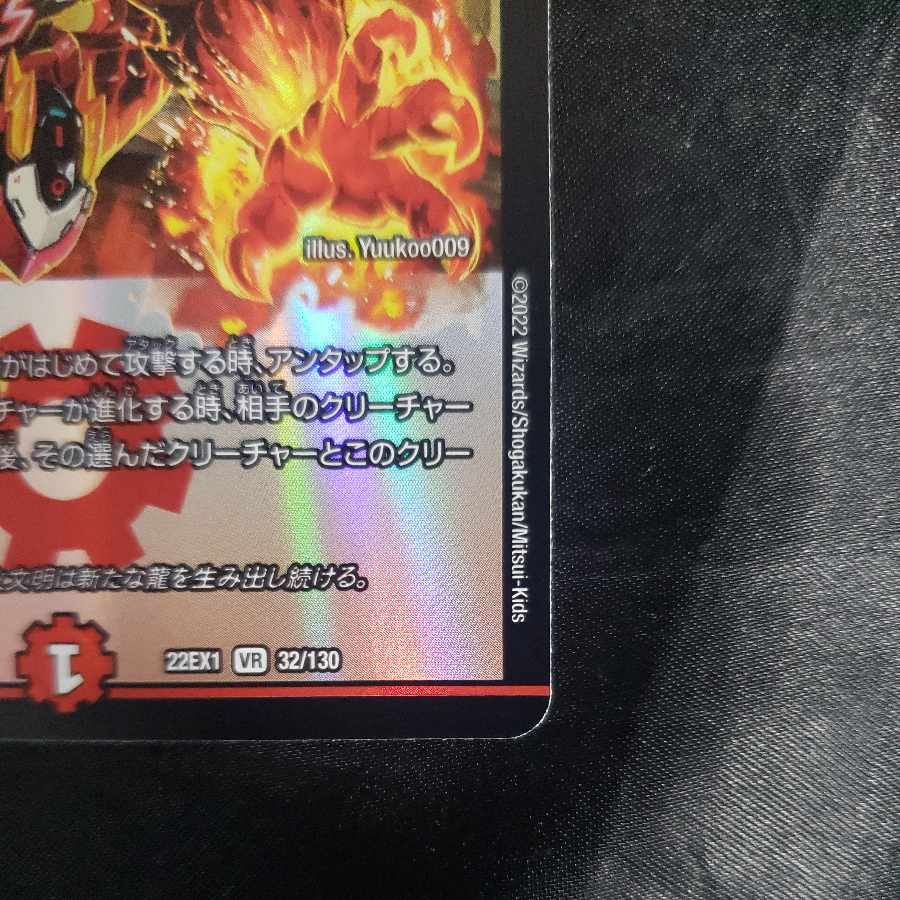 illus. Yuukoo009
がはじめて攻撃する時、アンタップする。
チャーが進化する時、相手のクリーチャー
後、その選んだクリーチャーとこのクリー
文明は新たな龍を生み出し続ける。
1
22EX1 VR 32/130
©2022 Wizards/Shogakukan/Mitsui-Kids